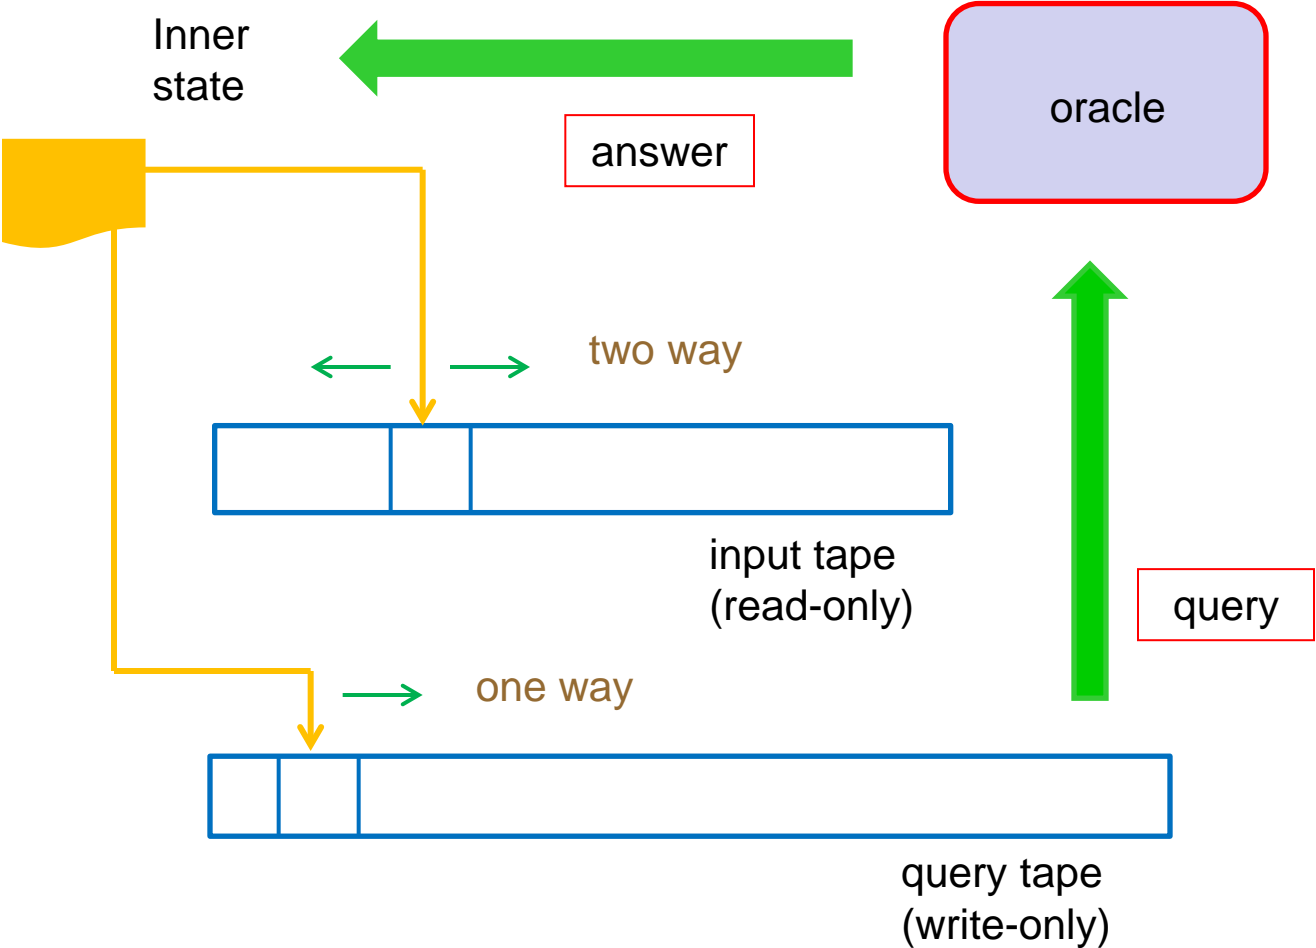 Inner
state
oracle
answer
two way
input tape
(read-only)
query
one way
query tape
(write-only)